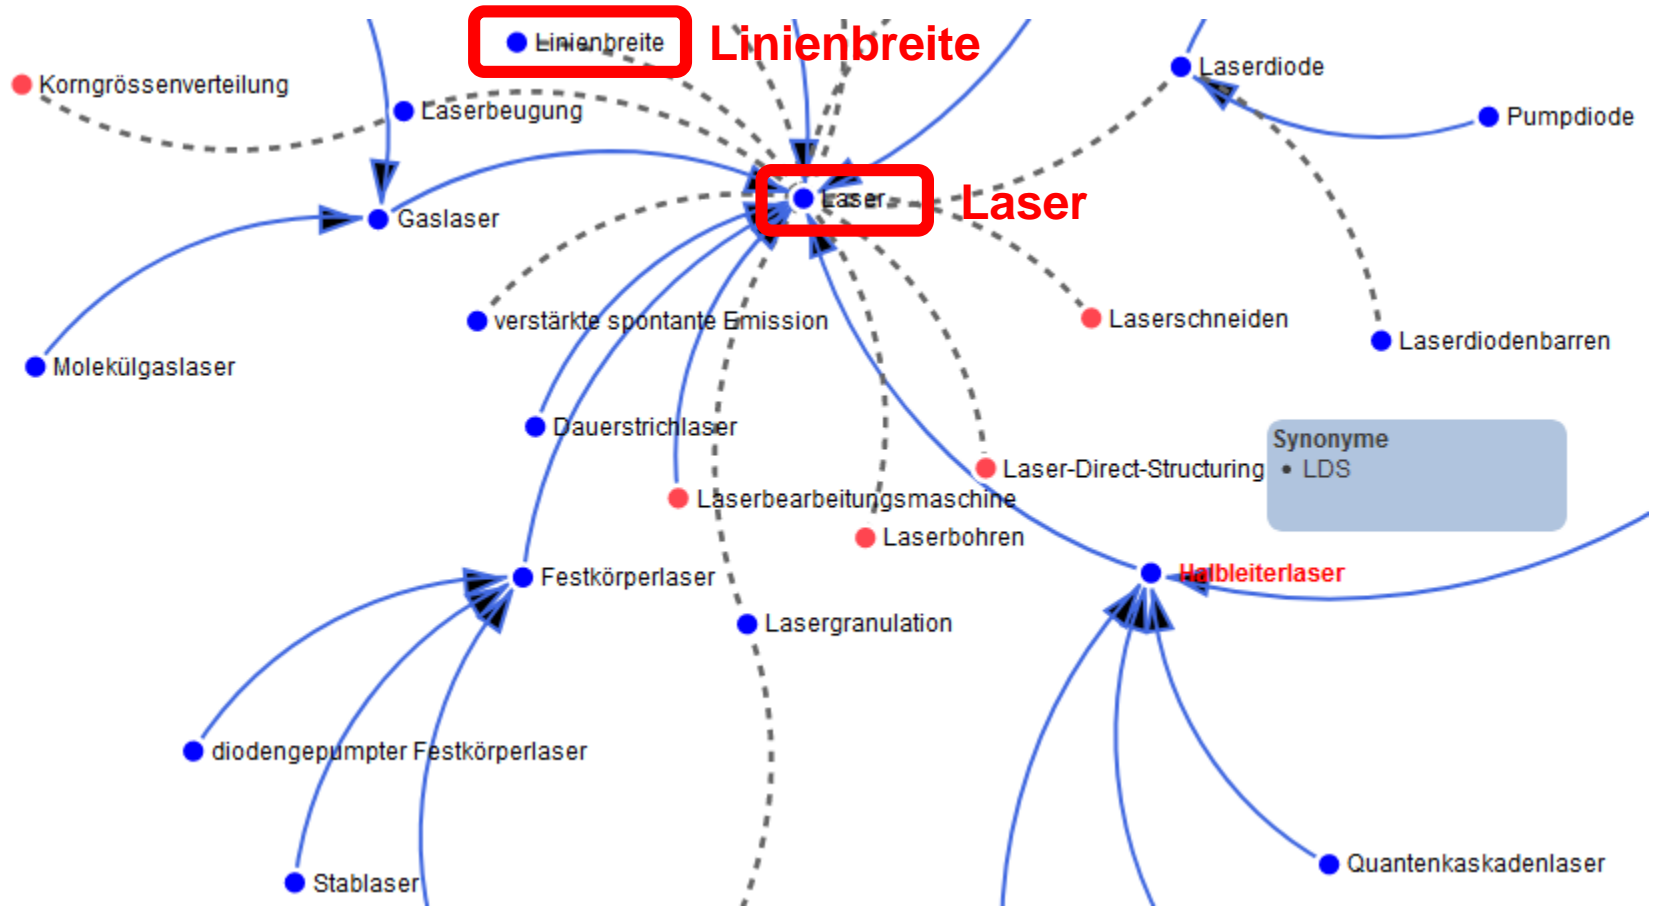 Linienbreite
Linienbreite
Laserdiode
Korngrössenverteilung
Laserbeugung
Pumpdiode
Laser
Laser
Gaslaser
verstärkte spontante Emission
Laserschneiden
Laserdiodenbarren
Molekülgaslaser
Dauerstrichlaser
Synonyme
• LDS
Laser-Direct-Structuring
Laserbearbeitungsmaschine
Laserbohren
Festkörperlaser
Halbleiterlaser
Lasergranulation
diodengepumpter Festkörperlaser
Quantenkaskadenlaser
Stablaser